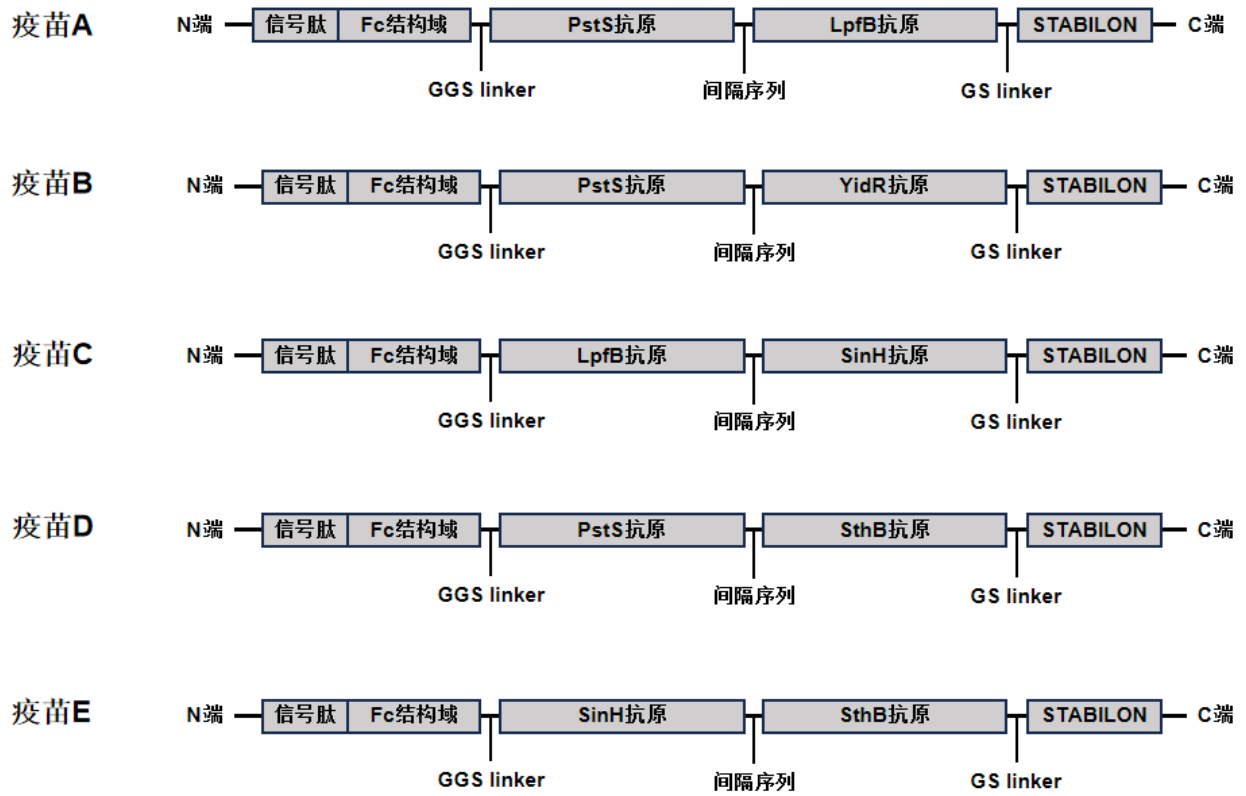 疫苗A N端 信号肽 Fc结构域 PstS抗原 LpfB抗原 STABILON C端
GGS linker 间隔序列 GS linker
疫苗B N端 信号肽 Fc结构域 PstS抗原 YidR抗原 STABILON C端
GGS linker 间隔序列 GS linker
疫苗C N端 信号肽 Fc结构域 LpfB抗原 SinH抗原 STABILON C端
GGS linker 间隔序列 GS linker
疫苗D N端 信号肽 Fc结构域 PstS抗原 SthB抗原 STABILON C端
GGS linker 间隔序列 GS linker
疫苗E N端 信号肽 Fc结构域 SinH抗原 SthB抗原 STABILON C端
GGS linker 间隔序列 GS linker